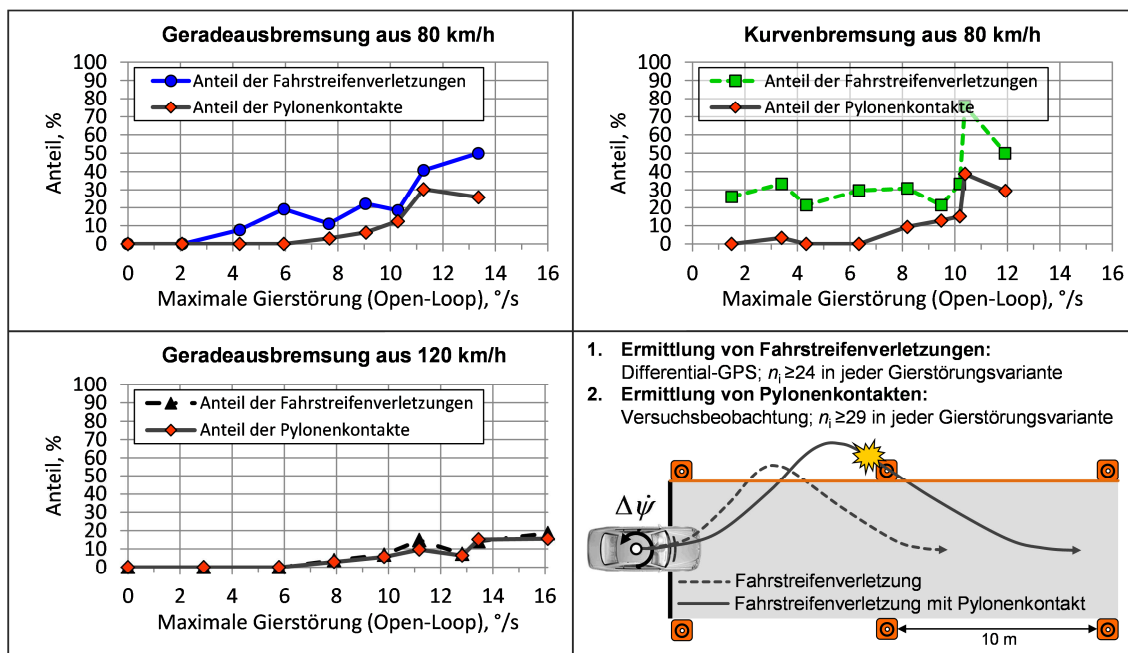 Geradeausbremsung aus 80 km/h
100
90
80
70
60
50
40
30
20
10
0
Anteil, %
Anteil der Fahrstreifenverletzungen
Anteil der Pylonenkontakte
0 2 4 6 8 10 12 14 16
Maximale Gierstörung (Open-Loop), °/s
Kurvenbremsung aus 80 km/h
100
90
80
70
60
50
40
30
20
10
0
Anteil, %
Anteil der Fahrstreifenverletzungen
Anteil der Pylonenkontakte
0 2 4 6 8 10 12 14 16
Maximale Gierstörung (Open-Loop), °/s
Geradeausbremsung aus 120 km/h
100
90
80
70
60
50
40
30
20
10
0
Anteil, %
Anteil der Fahrstreifenverletzungen
Anteil der Pylonenkontakte
0 2 4 6 8 10 12 14 16
Maximale Gierstörung (Open-Loop), °/s
1. Ermittlung von Fahrstreifenverletzungen:
Differential-GPS; nᵢ ≥24 in jeder Gierstörungsvariante
2. Ermittlung von Pylonenkontakten:
Versuchsbeobachtung; nᵢ ≥29 in jeder Gierstörungsvariante
Δψ̇
Fahrstreifenverletzung
Fahrstreifenverletzung mit Pylonenkontakt
10 m